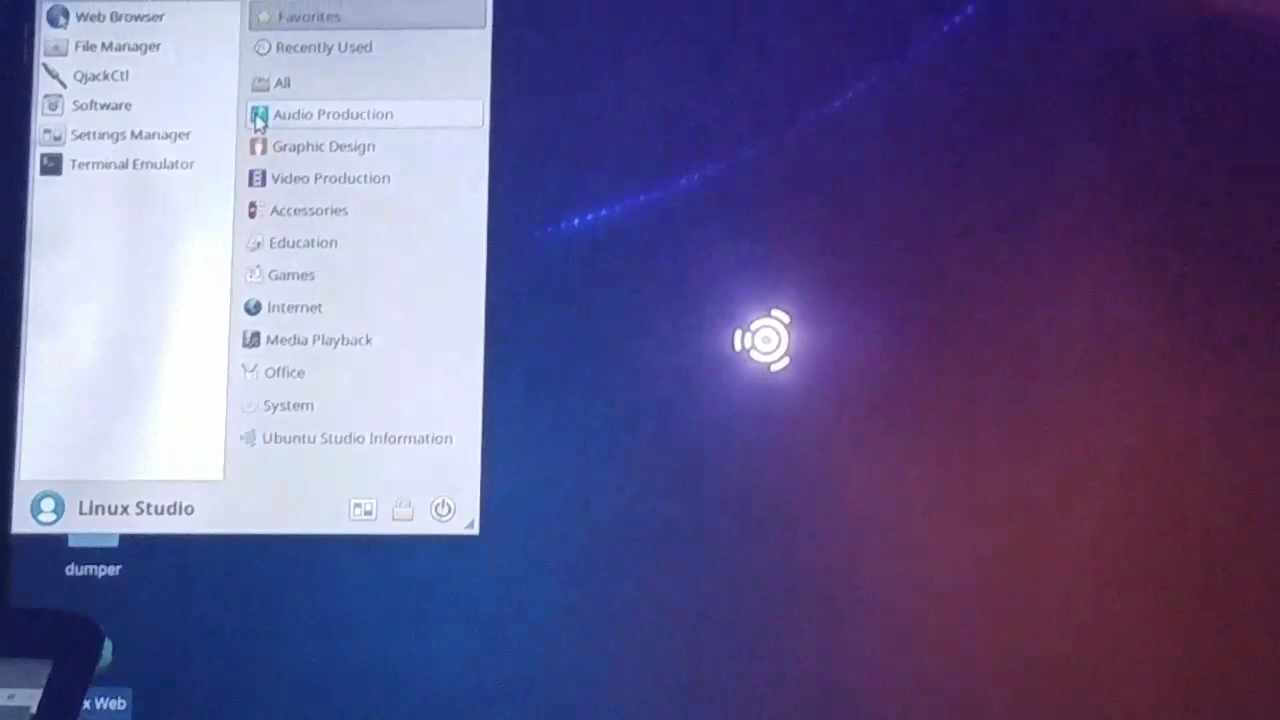 Web Browser
File Manager
QjackCtl
Software
Settings Manager
Terminal Emulator
Favorites
Recently Used
All
Audio Production
Graphic Design
Video Production
Accessories
Education
Games
Internet
Media Playback
Office
System
Ubuntu Studio Information
Linux Studio
dumper
x Web